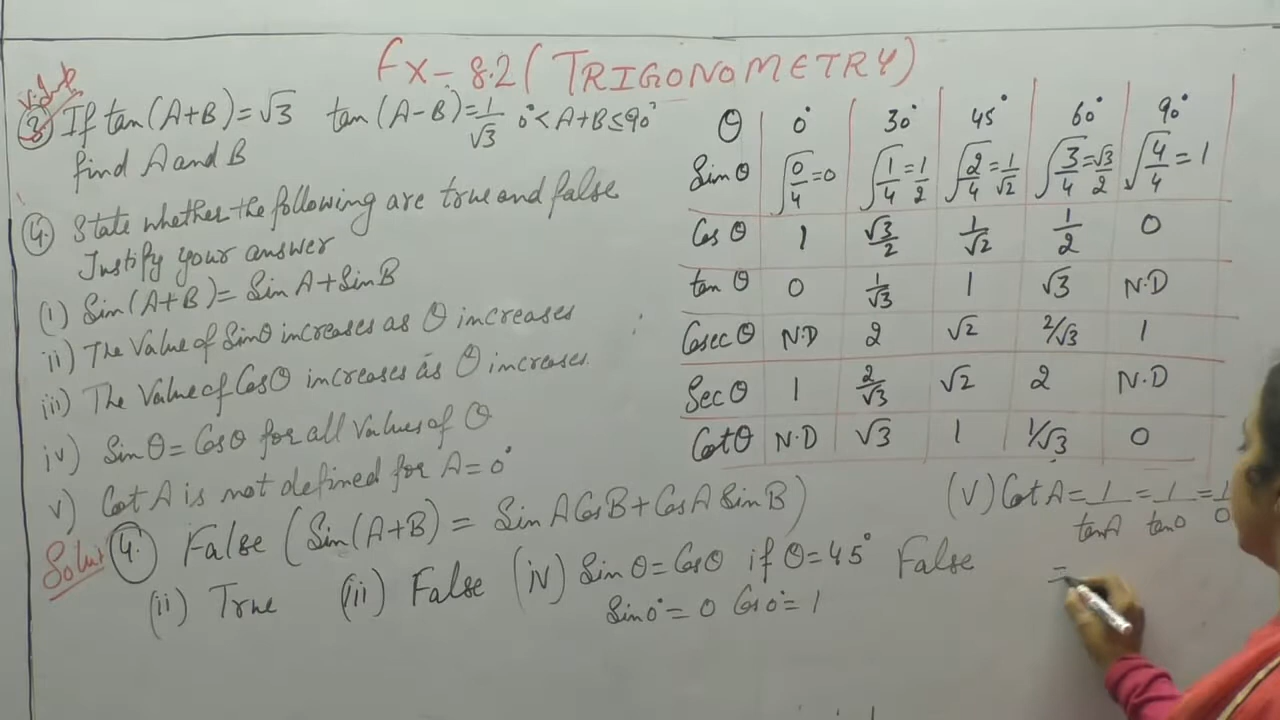 Ex-8.2 (TRIGONOMETRY)
V.Imp
③ If tan(A+B)=√3 tan(A-B)=1/√3 0°<A+B≤90°
find A and B
④. State whether the following are true and false
Justify your answer
(i) Sin(A+B)=SinA+SinB
ii) The Value of Sinθ increases as θ increases
iii) The Value of Cosθ increases as θ increases.
iv) Sinθ=Cosθ for all values of θ
v) Cot A is not defined for A=0°
θ 0° 30° 45° 60° 90°
Sinθ √0/4=0 √1/4=1/2 √2/4=1/√2 √3/4=√3/2 √4/4=1
Cosθ 1 √3/2 1/√2 1/2 0
tanθ 0 1/√3 1 √3 N.D
Cosecθ N.D 2 √2 2/√3 1
Secθ 1 2/√3 √2 2 N.D
Cotθ N.D √3 1 1/√3 0
Solut ④. False (Sin(A+B)=SinACosB+CosASinB)
(ii) True (iii) False (iv) Sinθ=Cosθ if θ=45° False
Sin0°=0 Cos0°=1
(V) Cot A=1/tanA=1/tan0=1/0
=